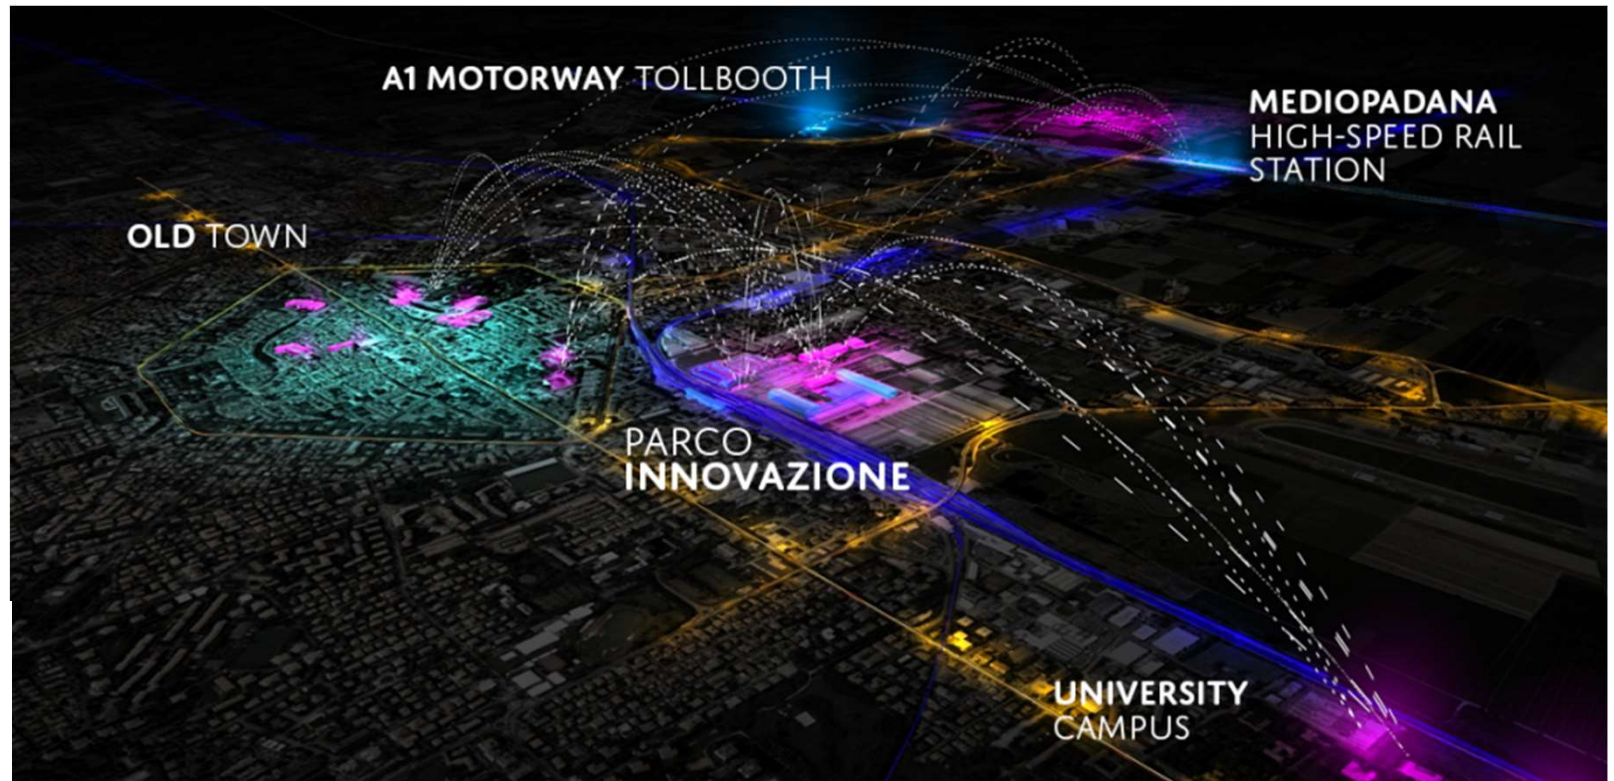 A1 MOTORWAY TOLLBOOTH
MEDIOPADANA
HIGH-SPEED RAIL
STATION
OLD TOWN
PARCO
INNOVAZIONE
UNIVERSITY
CAMPUS